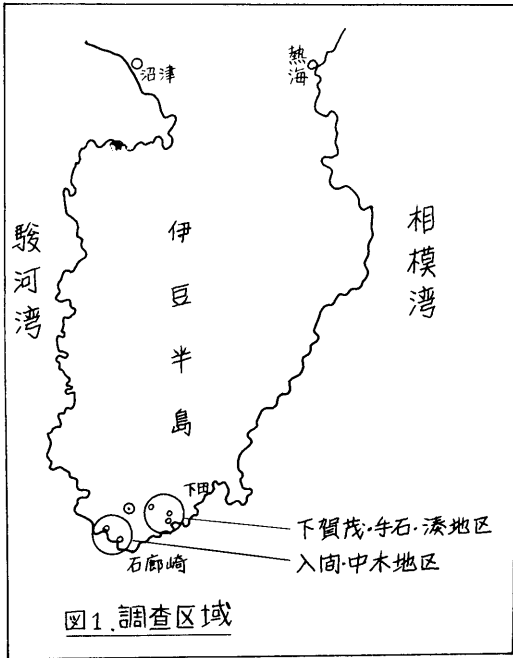 沼津
熱海
駿河湾
伊豆半島
相模湾
下田
下賀茂・手石・湊地区
入間・中木地区
石廊崎
図1.調査区域